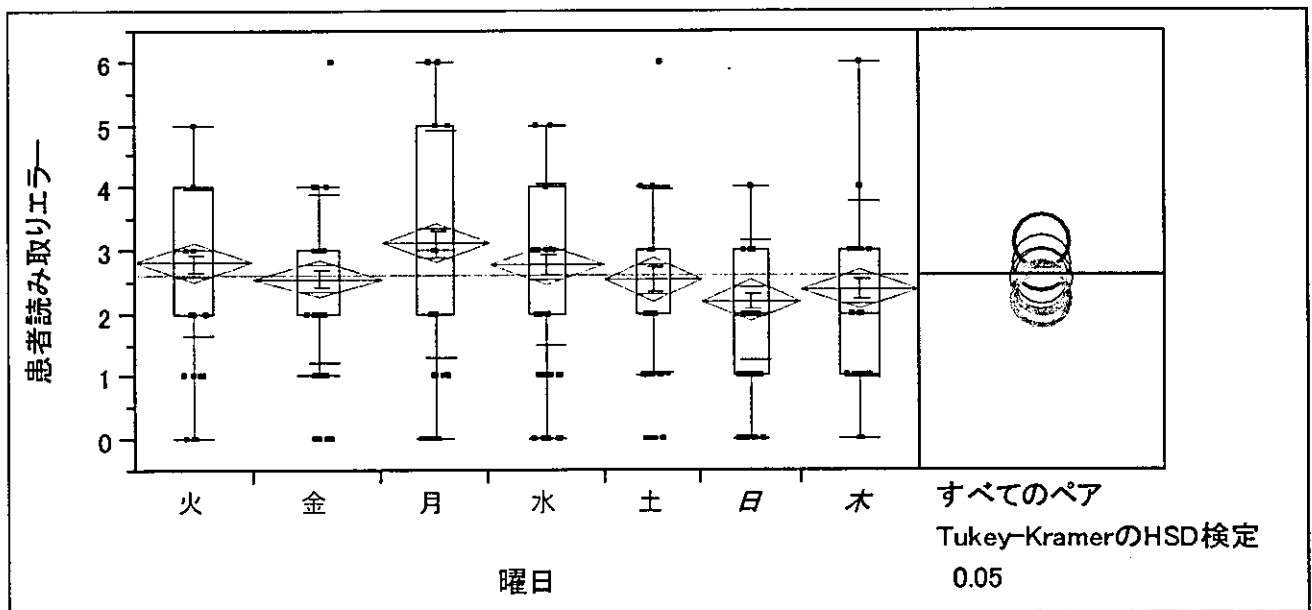 患者読み取りエラー
6
5
4
3
2
1
0
火 金 月 水 土 日 木
曜日
すべてのペア
Tukey-KramerのHSD検定
0.05